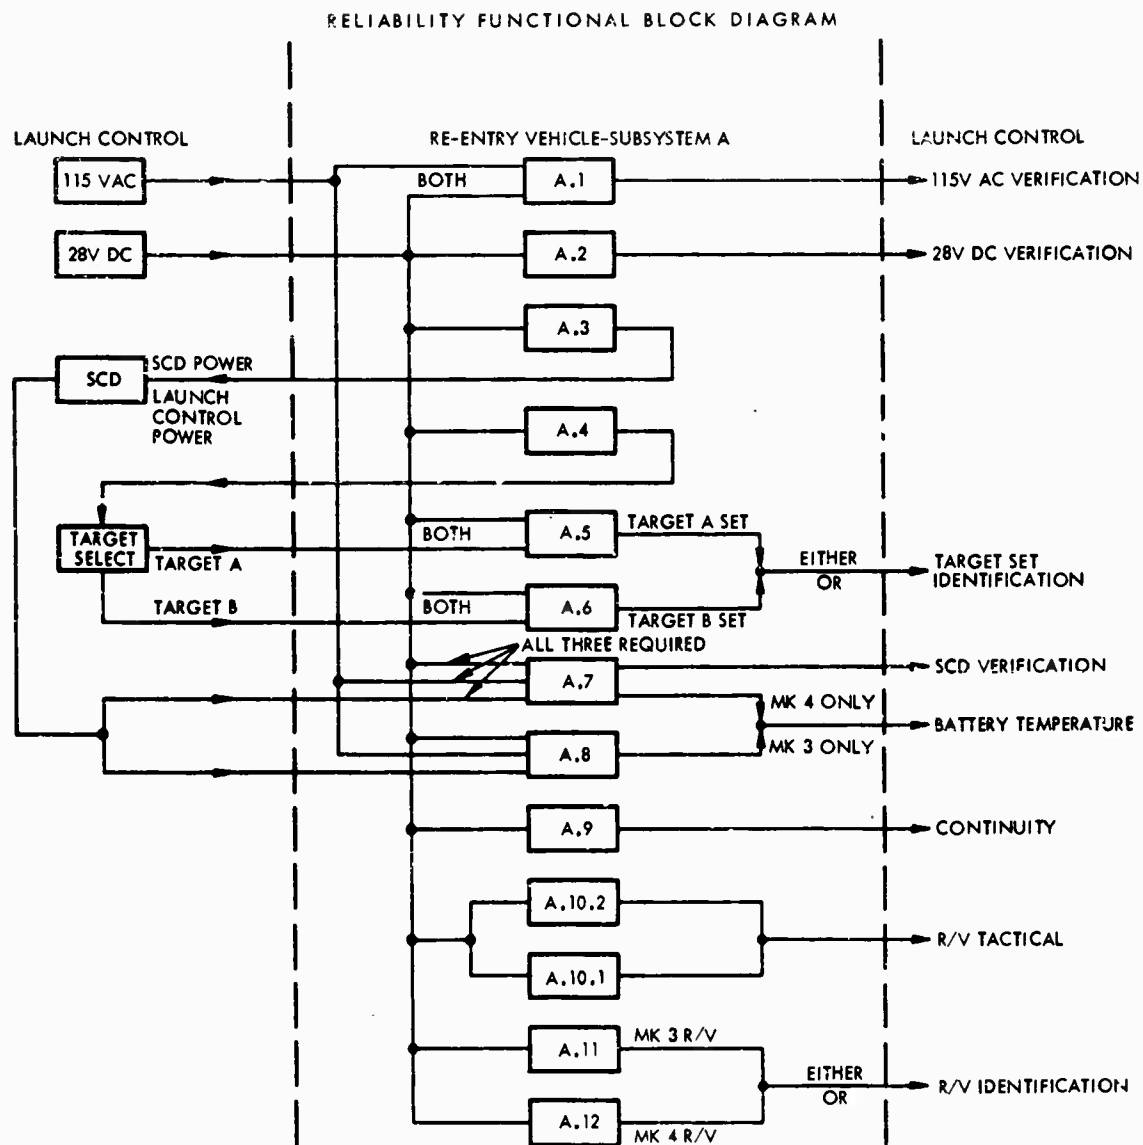 RELIABILITY FUNCTIONAL BLOCK DIAGRAM
LAUNCH CONTROL
RE-ENTRY VEHICLE-SUBSYSTEM A
LAUNCH CONTROL
115 VAC
BOTH
A.1
115V AC VERIFICATION
28V DC
A.2
28V DC VERIFICATION
A.3
SCD
SCD POWER
LAUNCH
CONTROL
POWER
A.4
TARGET
SELECT
TARGET A
BOTH
A.5
TARGET A SET
EITHER
OR
TARGET SET
IDENTIFICATION
TARGET B
BOTH
A.6
TARGET B SET
ALL THREE REQUIRED
A.7
SCD VERIFICATION
MK 4 ONLY
BATTERY TEMPERATURE
MK 3 ONLY
A.8
A.9
CONTINUITY
A.10.2
R/V TACTICAL
A.10.1
A.11
MK 3 R/V
EITHER
OR
R/V IDENTIFICATION
A.12
MK 4 R/V